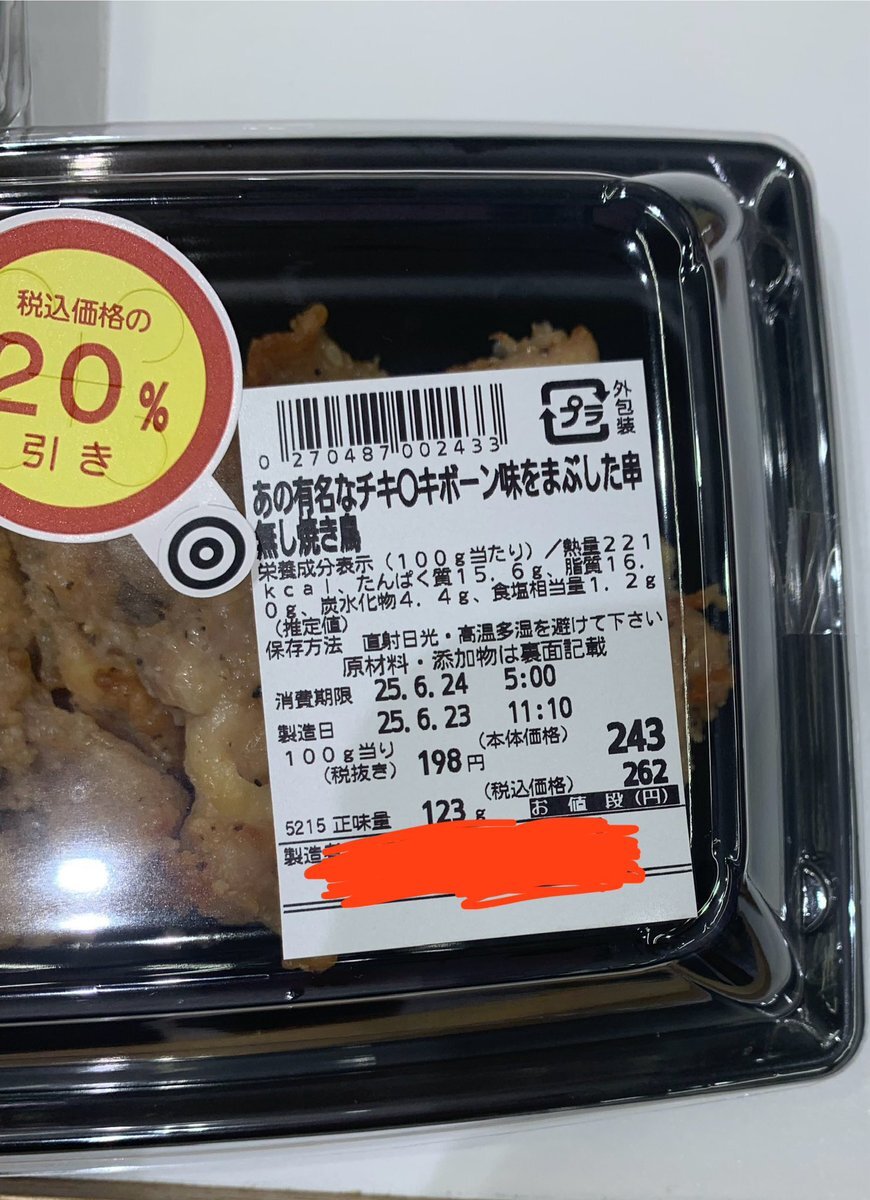 税込価格の
20%
引き
外包装
プラ
0 270487 002433
あの有名なチキ〇キボーン味をまぶした串
無し焼き鳥
栄養成分表示(100g当たり)/熱量221
kcal、たんぱく質15.6g、脂質16.
0g、炭水化物4.4g、食塩相当量1.2g
(推定値)
保存方法 直射日光・高温多湿を避けて下さい
原材料・添加物は裏面記載
消費期限 25.6.24 5:00
製造日 25.6.23 11:10
100g当り (本体価格) 243
(税抜き) 198円
(税込価格) 262
5215 正味量 123g お値段(円)
製造